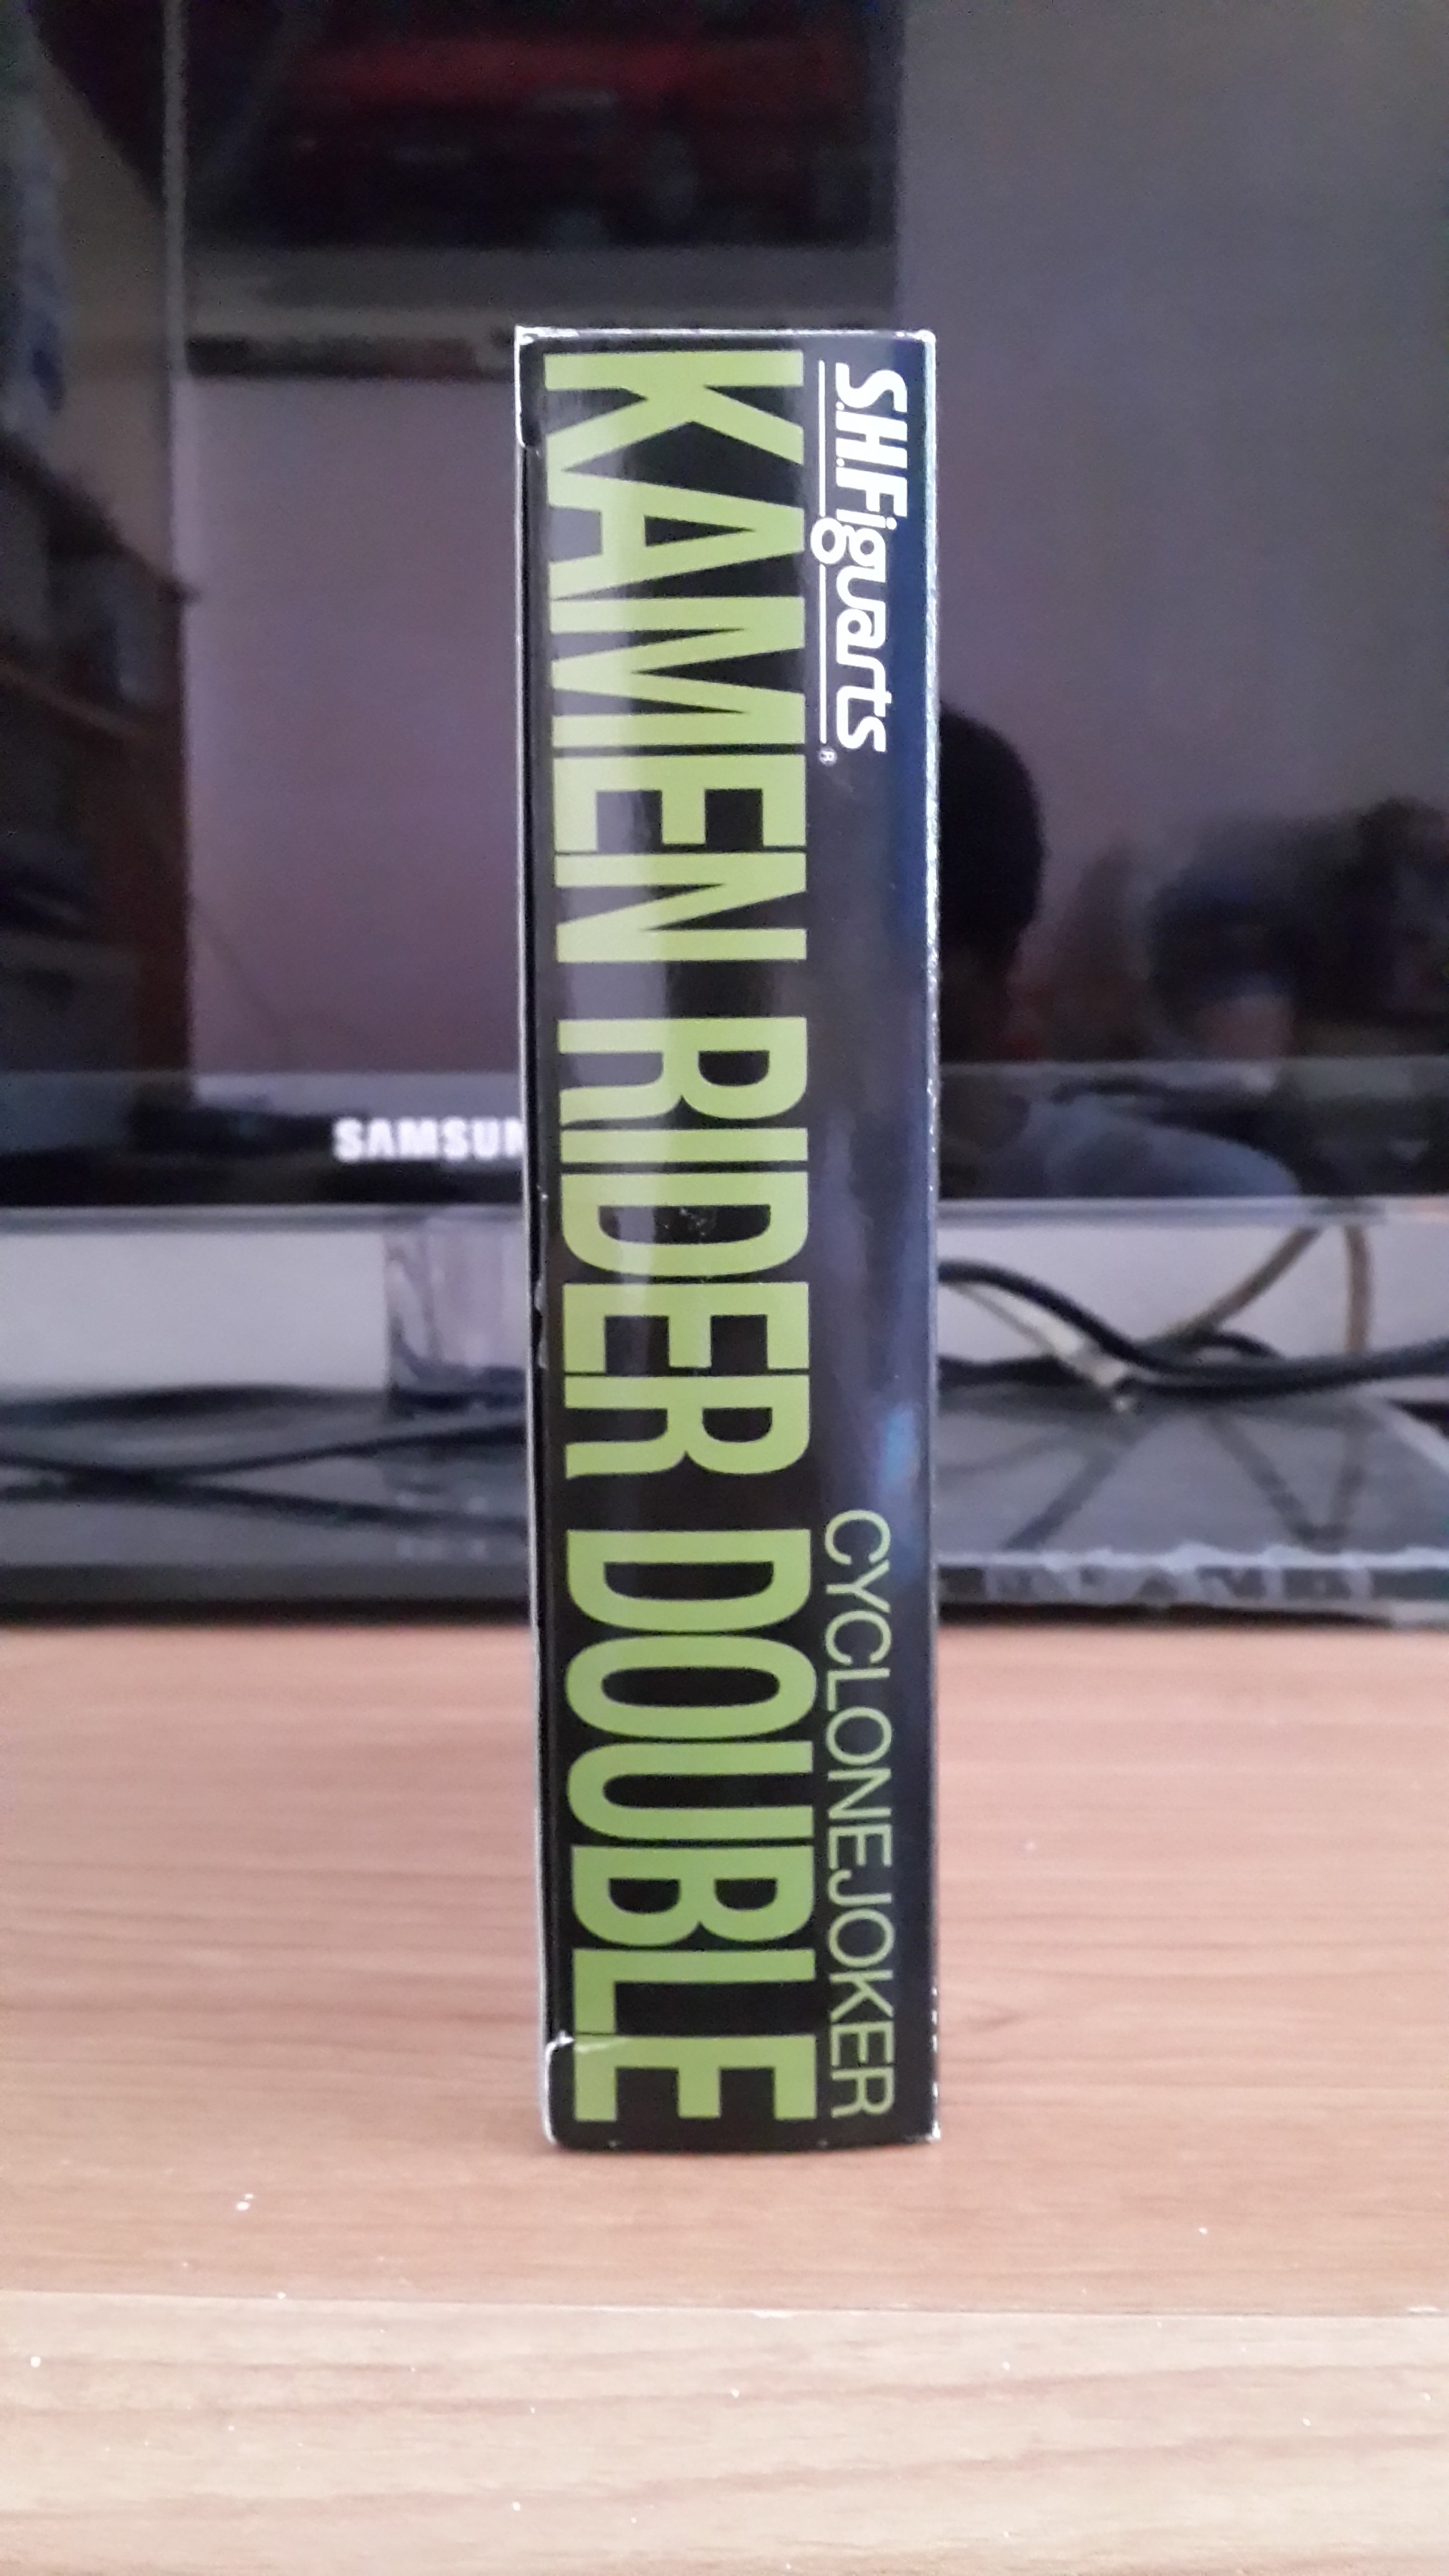 S.H.Figuarts®
KAMEN RIDER DOUBLE
CYCLONEJOKER
SAMSUN